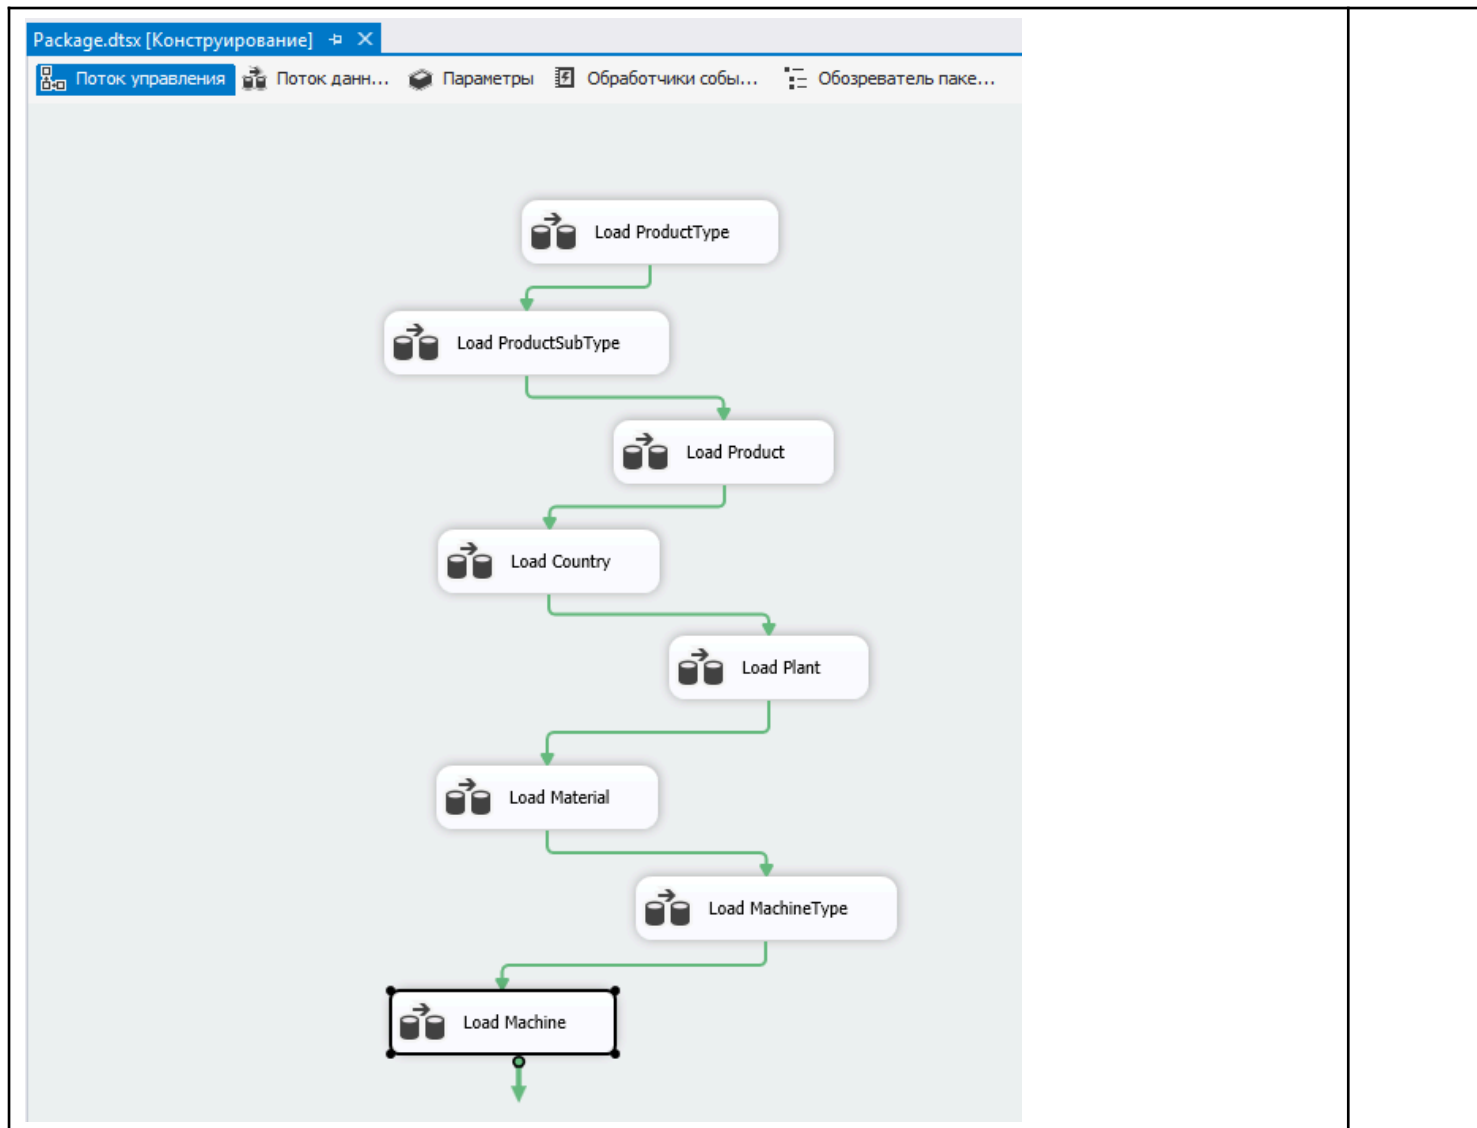 Package.dtsx [Конструирование]
Поток управления Поток данн... Параметры Обработчики собы... Обозреватель паке...
Load ProductType
Load ProductSubType
Load Product
Load Country
Load Plant
Load Material
Load MachineType
Load Machine